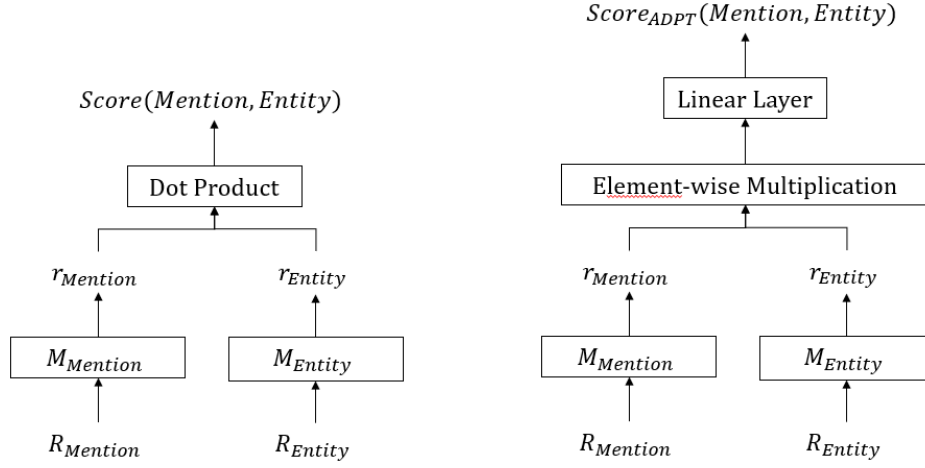 Score(Mention, Entity)
Dot Product
r_Mention
r_Entity
M_Mention
M_Entity
R_Mention
R_Entity
Score_ADPT(Mention, Entity)
Linear Layer
Element-wise Multiplication
r_Mention
r_Entity
M_Mention
M_Entity
R_Mention
R_Entity